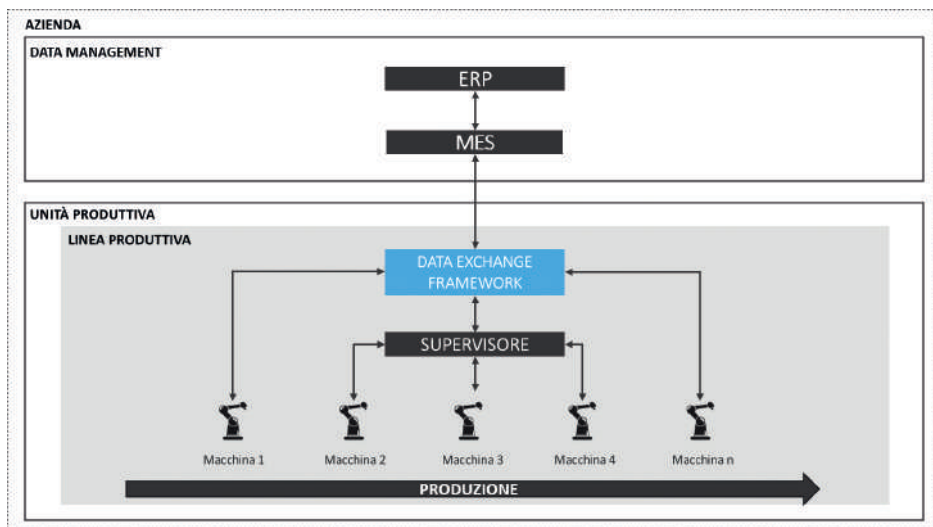 AZIENDA
DATA MANAGEMENT
ERP
MES
UNITÀ PRODUTTIVA
LINEA PRODUTTIVA
DATA EXCHANGE
FRAMEWORK
SUPERVISORE
Macchina 1
Macchina 2
Macchina 3
Macchina 4
Macchina n
PRODUZIONE